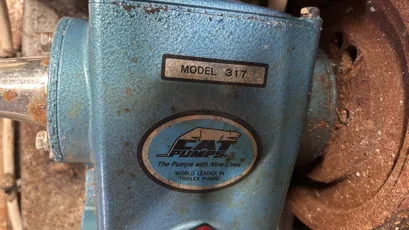 MODEL 317
CAT
PUMPS
The Pumps with Nine Lives
WORLD LEADER IN
TRIPLEX PUMPS